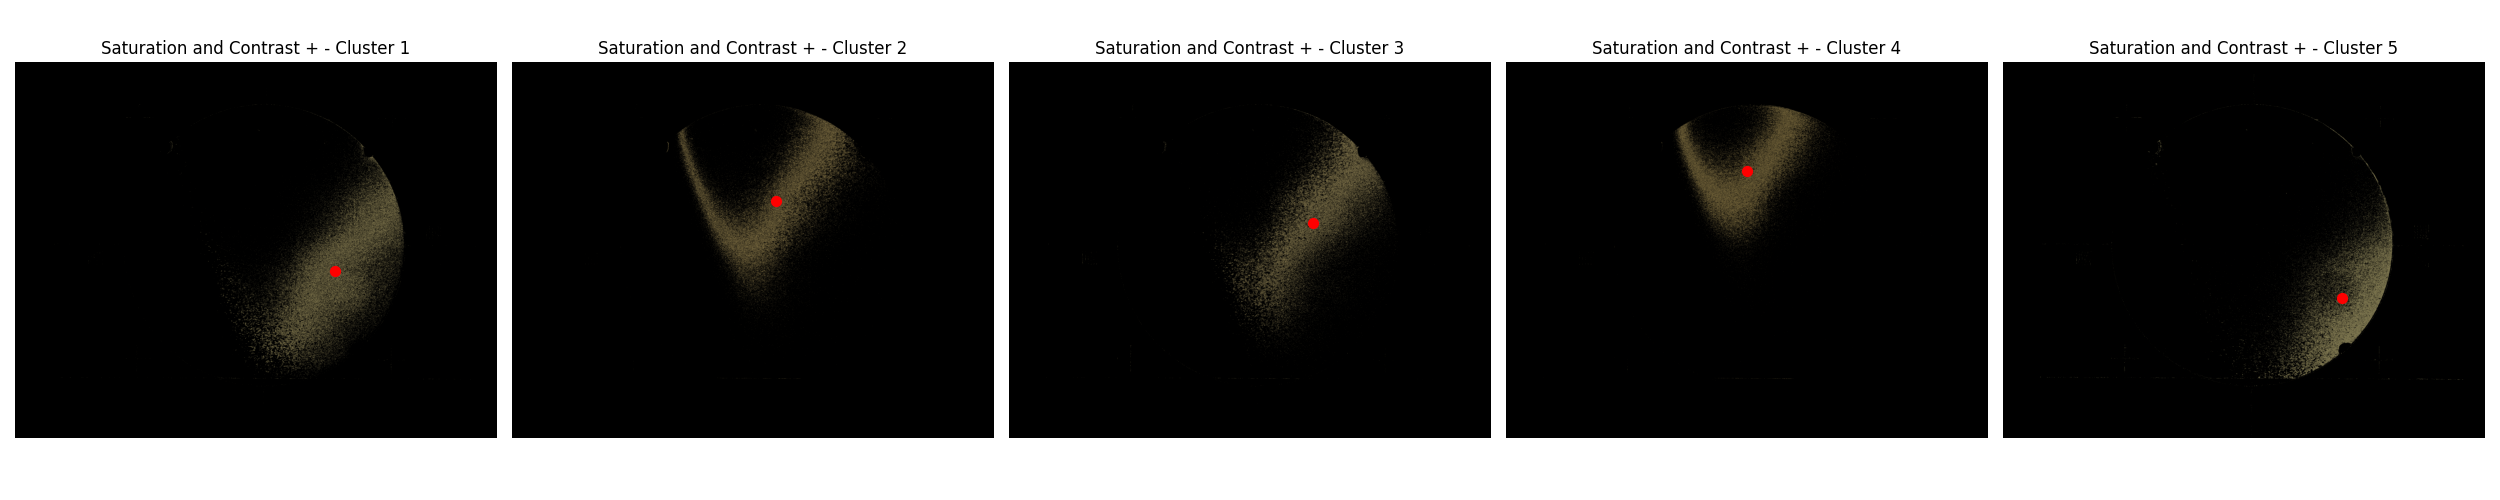 Saturation and Contrast + - Cluster 1
Saturation and Contrast + - Cluster 2
Saturation and Contrast + - Cluster 3
Saturation and Contrast + - Cluster 4
Saturation and Contrast + - Cluster 5